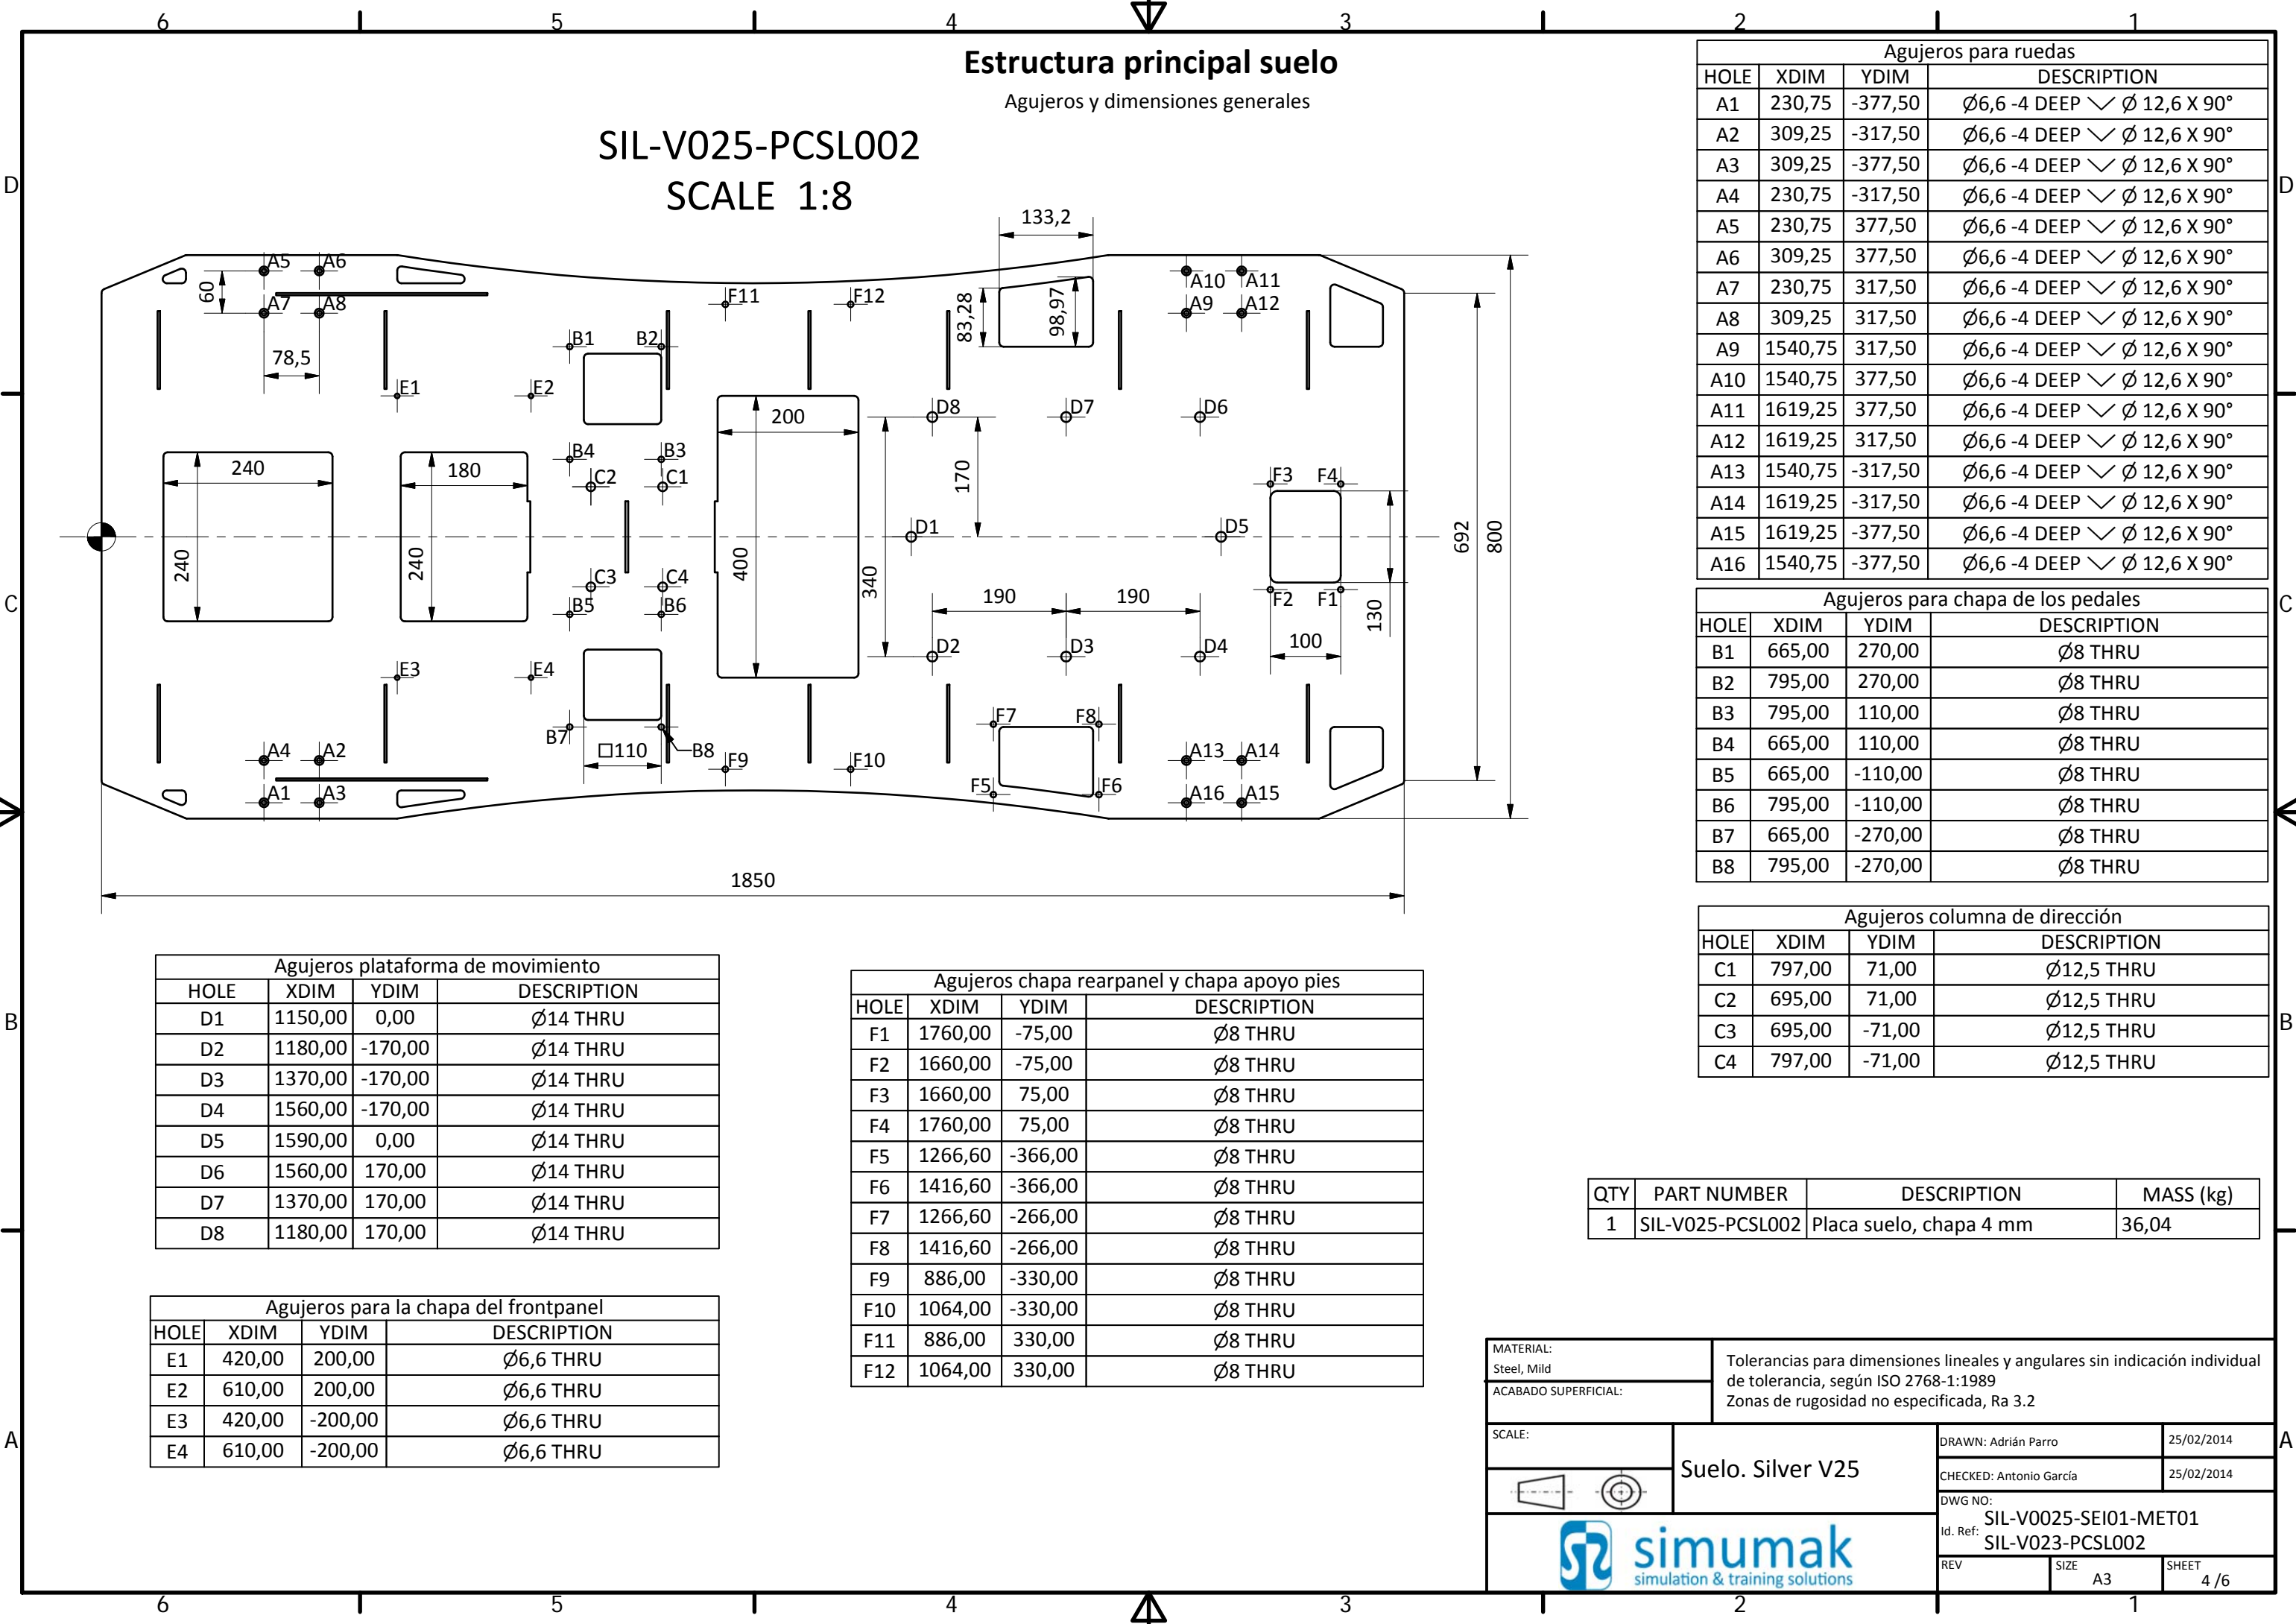 6 5 4 3 2 1
Estructura principal suelo
Agujeros y dimensiones generales
SIL-V025-PCSL002
SCALE 1:8
D D
C C
B B
A A
133,2
A5 A6
60
A7 A8
78,5
F11 F12
83,28
98,97
A10 A11
A9 A12
B1 B2
E1 E2
D8 D7 D6
200
240 180
B4 B3
C2 C1
170
F3 F4
D1 D5
692
800
240
240
400
340
C3 C4
B5 B6
190 190
F2 F1
130
100
D2 D3 D4
E3 E4
F7 F8
B7 □110 B8
F9 F10
A4 A2
A13 A14
A1 A3
F5 F6
A16 A15
1850
Agujeros para ruedas
HOLE XDIM YDIM DESCRIPTION
A1 230,75 -377,50 Ø6,6 -4 DEEP ⌵ Ø 12,6 X 90°
A2 309,25 -317,50 Ø6,6 -4 DEEP ⌵ Ø 12,6 X 90°
A3 309,25 -377,50 Ø6,6 -4 DEEP ⌵ Ø 12,6 X 90°
A4 230,75 -317,50 Ø6,6 -4 DEEP ⌵ Ø 12,6 X 90°
A5 230,75 377,50 Ø6,6 -4 DEEP ⌵ Ø 12,6 X 90°
A6 309,25 377,50 Ø6,6 -4 DEEP ⌵ Ø 12,6 X 90°
A7 230,75 317,50 Ø6,6 -4 DEEP ⌵ Ø 12,6 X 90°
A8 309,25 317,50 Ø6,6 -4 DEEP ⌵ Ø 12,6 X 90°
A9 1540,75 317,50 Ø6,6 -4 DEEP ⌵ Ø 12,6 X 90°
A10 1540,75 377,50 Ø6,6 -4 DEEP ⌵ Ø 12,6 X 90°
A11 1619,25 377,50 Ø6,6 -4 DEEP ⌵ Ø 12,6 X 90°
A12 1619,25 317,50 Ø6,6 -4 DEEP ⌵ Ø 12,6 X 90°
A13 1540,75 -317,50 Ø6,6 -4 DEEP ⌵ Ø 12,6 X 90°
A14 1619,25 -317,50 Ø6,6 -4 DEEP ⌵ Ø 12,6 X 90°
A15 1619,25 -377,50 Ø6,6 -4 DEEP ⌵ Ø 12,6 X 90°
A16 1540,75 -377,50 Ø6,6 -4 DEEP ⌵ Ø 12,6 X 90°
Agujeros para chapa de los pedales
HOLE XDIM YDIM DESCRIPTION
B1 665,00 270,00 Ø8 THRU
B2 795,00 270,00 Ø8 THRU
B3 795,00 110,00 Ø8 THRU
B4 665,00 110,00 Ø8 THRU
B5 665,00 -110,00 Ø8 THRU
B6 795,00 -110,00 Ø8 THRU
B7 665,00 -270,00 Ø8 THRU
B8 795,00 -270,00 Ø8 THRU
Agujeros columna de dirección
HOLE XDIM YDIM DESCRIPTION
C1 797,00 71,00 Ø12,5 THRU
C2 695,00 71,00 Ø12,5 THRU
C3 695,00 -71,00 Ø12,5 THRU
C4 797,00 -71,00 Ø12,5 THRU
Agujeros plataforma de movimiento
HOLE XDIM YDIM DESCRIPTION
D1 1150,00 0,00 Ø14 THRU
D2 1180,00 -170,00 Ø14 THRU
D3 1370,00 -170,00 Ø14 THRU
D4 1560,00 -170,00 Ø14 THRU
D5 1590,00 0,00 Ø14 THRU
D6 1560,00 170,00 Ø14 THRU
D7 1370,00 170,00 Ø14 THRU
D8 1180,00 170,00 Ø14 THRU
Agujeros para la chapa del frontpanel
HOLE XDIM YDIM DESCRIPTION
E1 420,00 200,00 Ø6,6 THRU
E2 610,00 200,00 Ø6,6 THRU
E3 420,00 -200,00 Ø6,6 THRU
E4 610,00 -200,00 Ø6,6 THRU
Agujeros chapa rearpanel y chapa apoyo pies
HOLE XDIM YDIM DESCRIPTION
F1 1760,00 -75,00 Ø8 THRU
F2 1660,00 -75,00 Ø8 THRU
F3 1660,00 75,00 Ø8 THRU
F4 1760,00 75,00 Ø8 THRU
F5 1266,60 -366,00 Ø8 THRU
F6 1416,60 -366,00 Ø8 THRU
F7 1266,60 -266,00 Ø8 THRU
F8 1416,60 -266,00 Ø8 THRU
F9 886,00 -330,00 Ø8 THRU
F10 1064,00 -330,00 Ø8 THRU
F11 886,00 330,00 Ø8 THRU
F12 1064,00 330,00 Ø8 THRU
QTY PART NUMBER DESCRIPTION MASS (kg)
1 SIL-V025-PCSL002 Placa suelo, chapa 4 mm 36,04
MATERIAL:
Steel, Mild
ACABADO SUPERFICIAL:
Tolerancias para dimensiones lineales y angulares sin indicación individual
de tolerancia, según ISO 2768-1:1989
Zonas de rugosidad no especificada, Ra 3.2
SCALE:
Suelo. Silver V25
DRAWN: Adrián Parro 25/02/2014
CHECKED: Antonio García 25/02/2014
DWG NO:
SIL-V0025-SEI01-MET01
Id. Ref:
SIL-V023-PCSL002
REV SIZE SHEET
A3 4 /6
simumak
simulation & training solutions
6 5 4 3 2 1